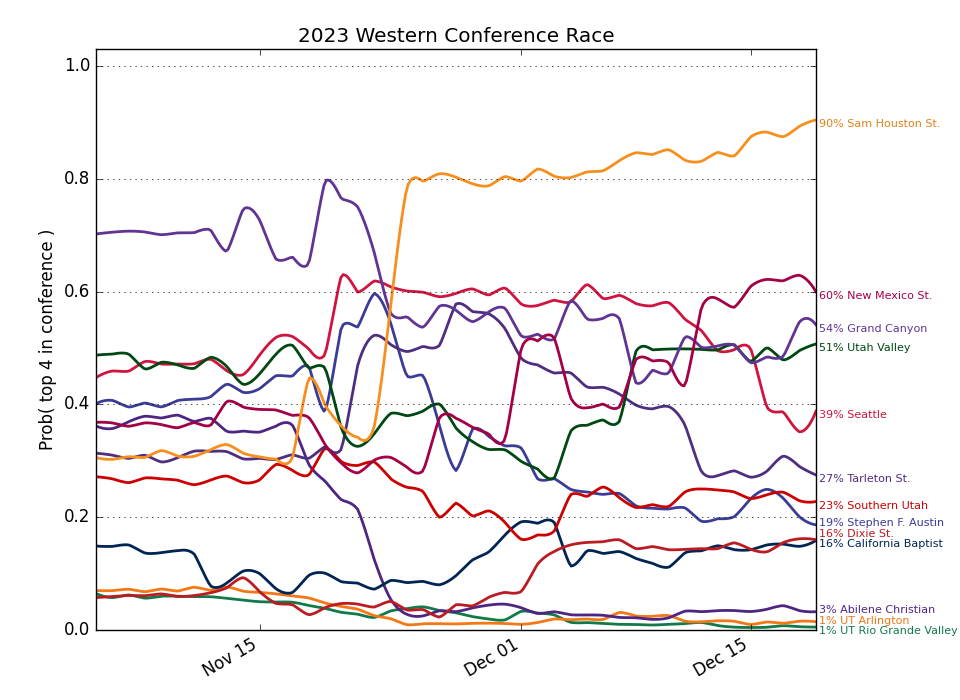 2023 Western Conference Race
Prob( top 4 in conference )
1.0
0.8
0.6
0.4
0.2
0.0
Nov 15
Dec 01
Dec 15
90% Sam Houston St.
60% New Mexico St.
54% Grand Canyon
51% Utah Valley
39% Seattle
27% Tarleton St.
23% Southern Utah
19% Stephen F. Austin
16% Dixie St.
16% California Baptist
3% Abilene Christian
1% UT Arlington
1% UT Rio Grande Valley